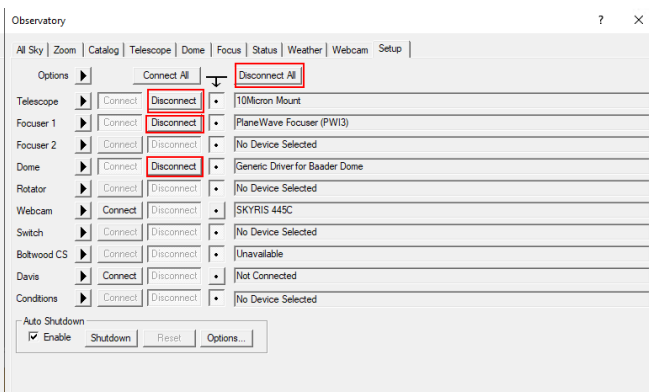 Observatory ? ×
All Sky Zoom Catalog Telescope Dome Focus Status Weather Webcam Setup
Options Connect All Disconnect All
Telescope Connect Disconnect 10Micron Mount
Focuser 1 Connect Disconnect PlaneWave Focuser (PWI3)
Focuser 2 Connect Disconnect No Device Selected
Dome Connect Disconnect Generic Driver for Baader Dome
Rotator Connect Disconnect No Device Selected
Webcam Connect Disconnect SKYRIS 445C
Switch Connect Disconnect No Device Selected
Boltwood CS Connect Disconnect Unavailable
Davis Connect Disconnect Not Connected
Conditions Connect Disconnect No Device Selected
Auto Shutdown
Enable Shutdown Reset Options...